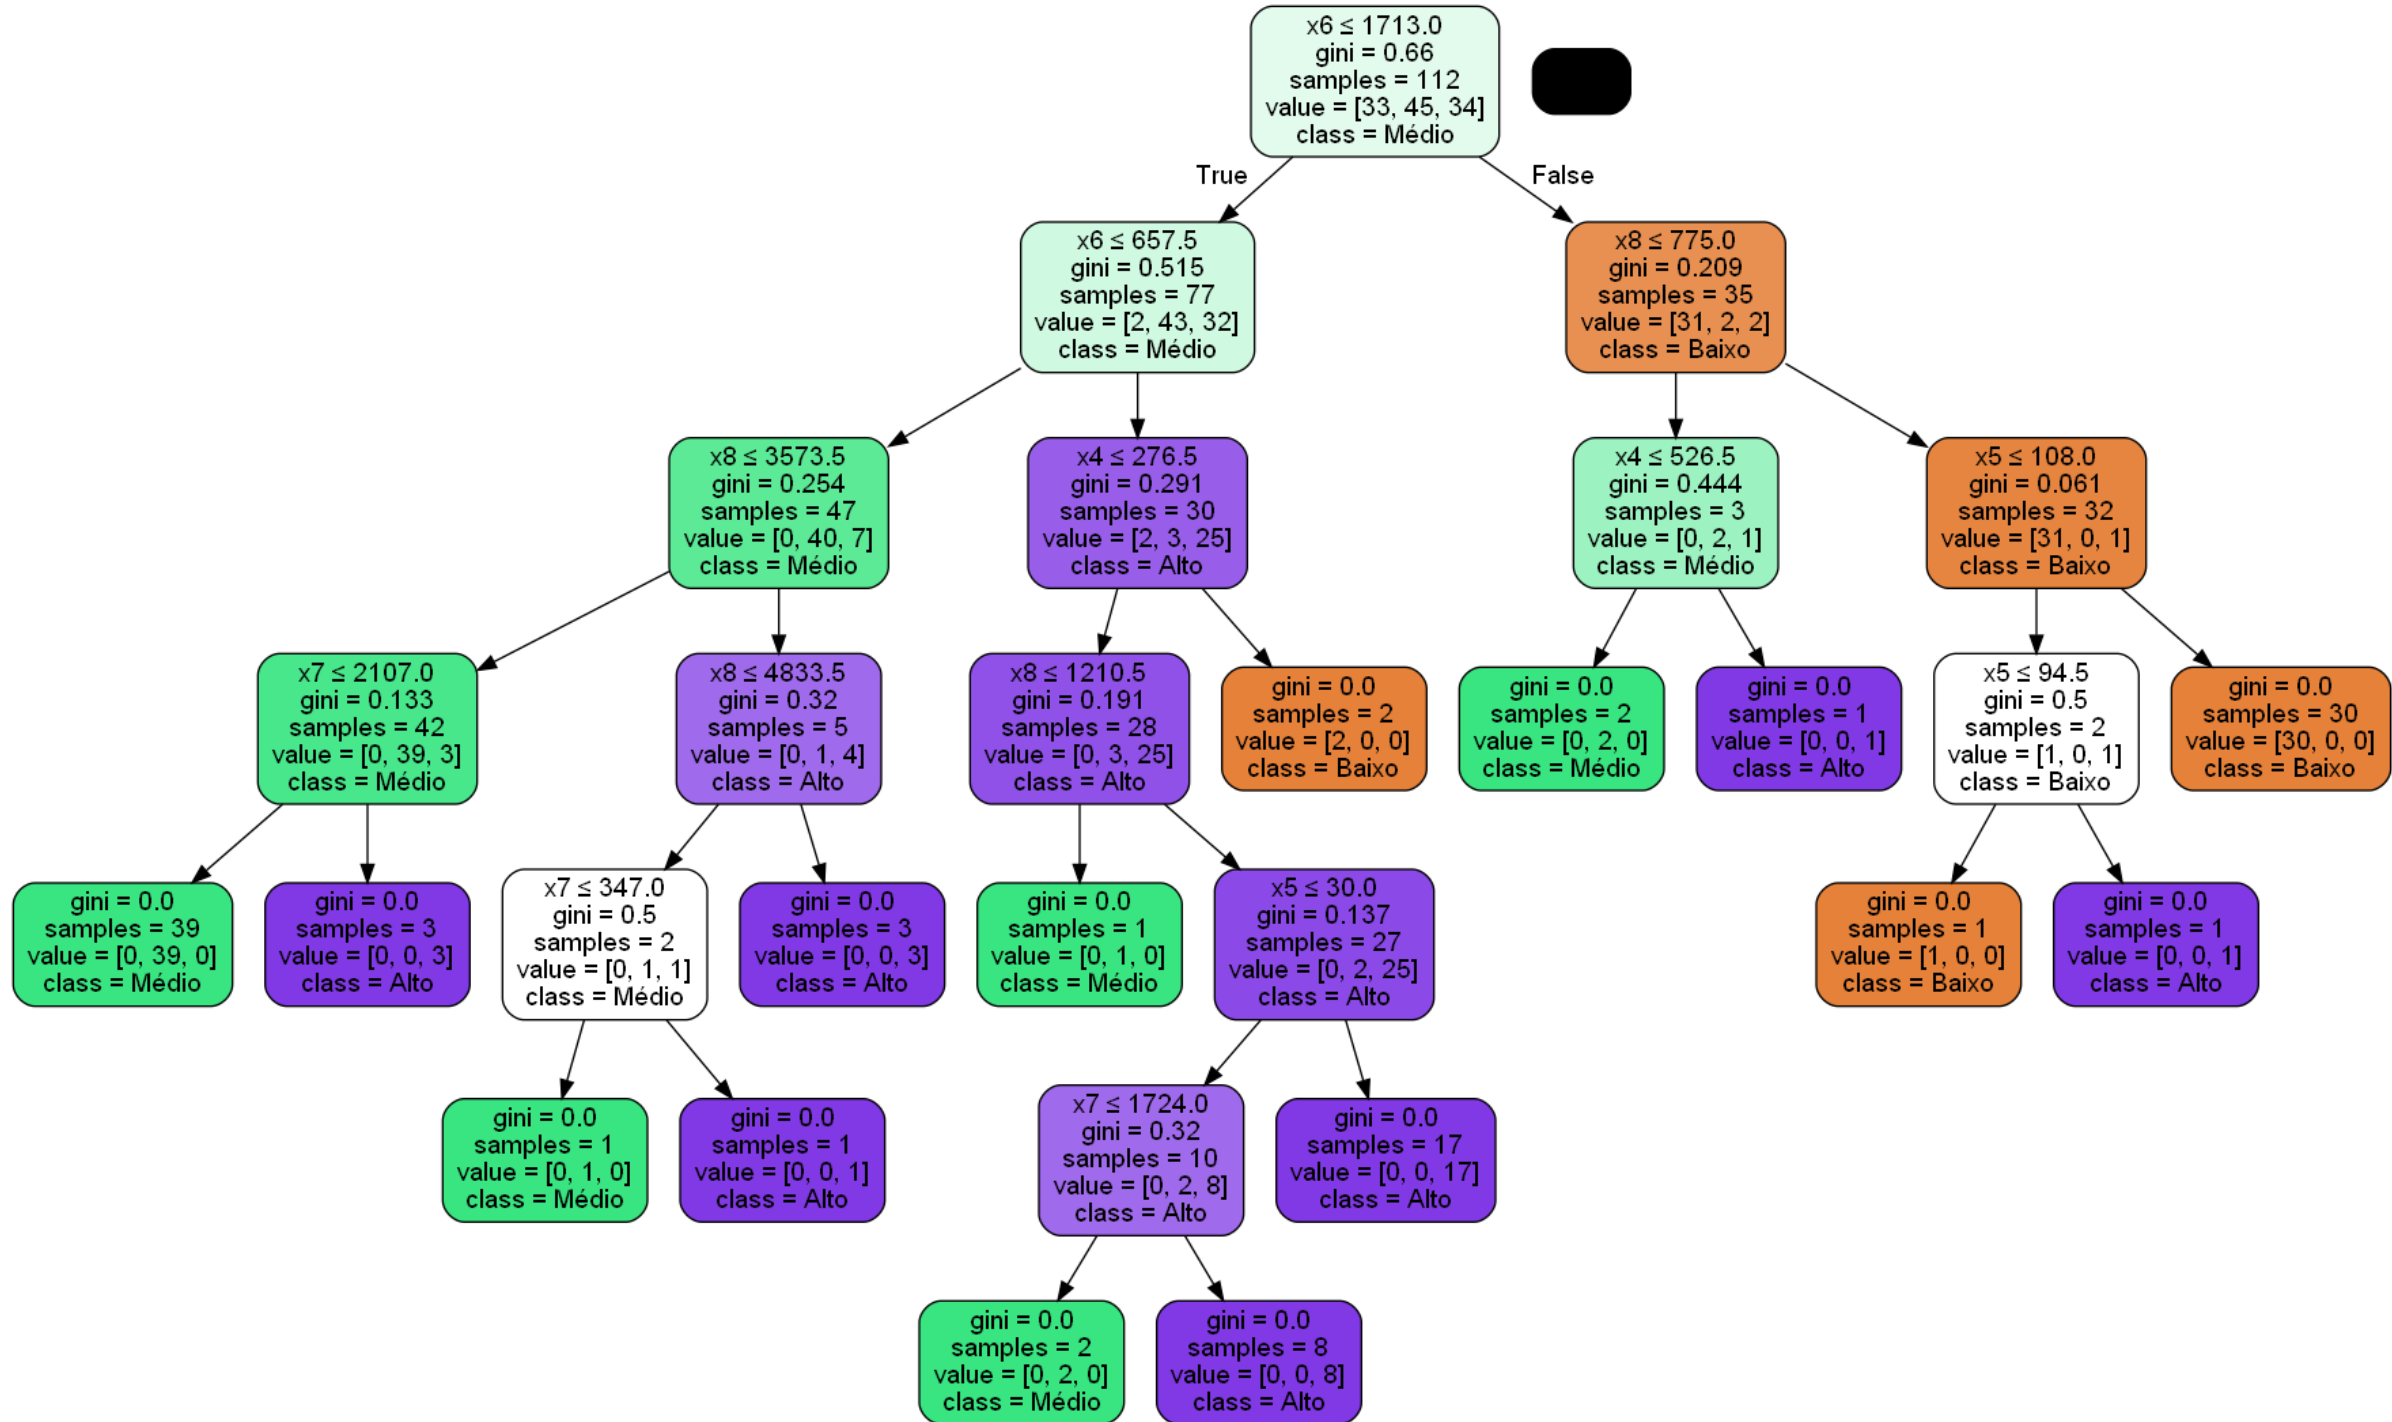 x6 ≤ 1713.0
gini = 0.66
samples = 112
value = [33, 45, 34]
class = Médio
True
False
x6 ≤ 657.5
gini = 0.515
samples = 77
value = [2, 43, 32]
class = Médio
x8 ≤ 775.0
gini = 0.209
samples = 35
value = [31, 2, 2]
class = Baixo
x8 ≤ 3573.5
gini = 0.254
samples = 47
value = [0, 40, 7]
class = Médio
x4 ≤ 276.5
gini = 0.291
samples = 30
value = [2, 3, 25]
class = Alto
x4 ≤ 526.5
gini = 0.444
samples = 3
value = [0, 2, 1]
class = Médio
x5 ≤ 108.0
gini = 0.061
samples = 32
value = [31, 0, 1]
class = Baixo
x7 ≤ 2107.0
gini = 0.133
samples = 42
value = [0, 39, 3]
class = Médio
x8 ≤ 4833.5
gini = 0.32
samples = 5
value = [0, 1, 4]
class = Alto
x8 ≤ 1210.5
gini = 0.191
samples = 28
value = [0, 3, 25]
class = Alto
gini = 0.0
samples = 2
value = [2, 0, 0]
class = Baixo
gini = 0.0
samples = 2
value = [0, 2, 0]
class = Médio
gini = 0.0
samples = 1
value = [0, 0, 1]
class = Alto
x5 ≤ 94.5
gini = 0.5
samples = 2
value = [1, 0, 1]
class = Baixo
gini = 0.0
samples = 30
value = [30, 0, 0]
class = Baixo
gini = 0.0
samples = 39
value = [0, 39, 0]
class = Médio
gini = 0.0
samples = 3
value = [0, 0, 3]
class = Alto
x7 ≤ 347.0
gini = 0.5
samples = 2
value = [0, 1, 1]
class = Médio
gini = 0.0
samples = 3
value = [0, 0, 3]
class = Alto
gini = 0.0
samples = 1
value = [0, 1, 0]
class = Médio
x5 ≤ 30.0
gini = 0.137
samples = 27
value = [0, 2, 25]
class = Alto
gini = 0.0
samples = 1
value = [1, 0, 0]
class = Baixo
gini = 0.0
samples = 1
value = [0, 0, 1]
class = Alto
gini = 0.0
samples = 1
value = [0, 1, 0]
class = Médio
gini = 0.0
samples = 1
value = [0, 0, 1]
class = Alto
x7 ≤ 1724.0
gini = 0.32
samples = 10
value = [0, 2, 8]
class = Alto
gini = 0.0
samples = 17
value = [0, 0, 17]
class = Alto
gini = 0.0
samples = 2
value = [0, 2, 0]
class = Médio
gini = 0.0
samples = 8
value = [0, 0, 8]
class = Alto